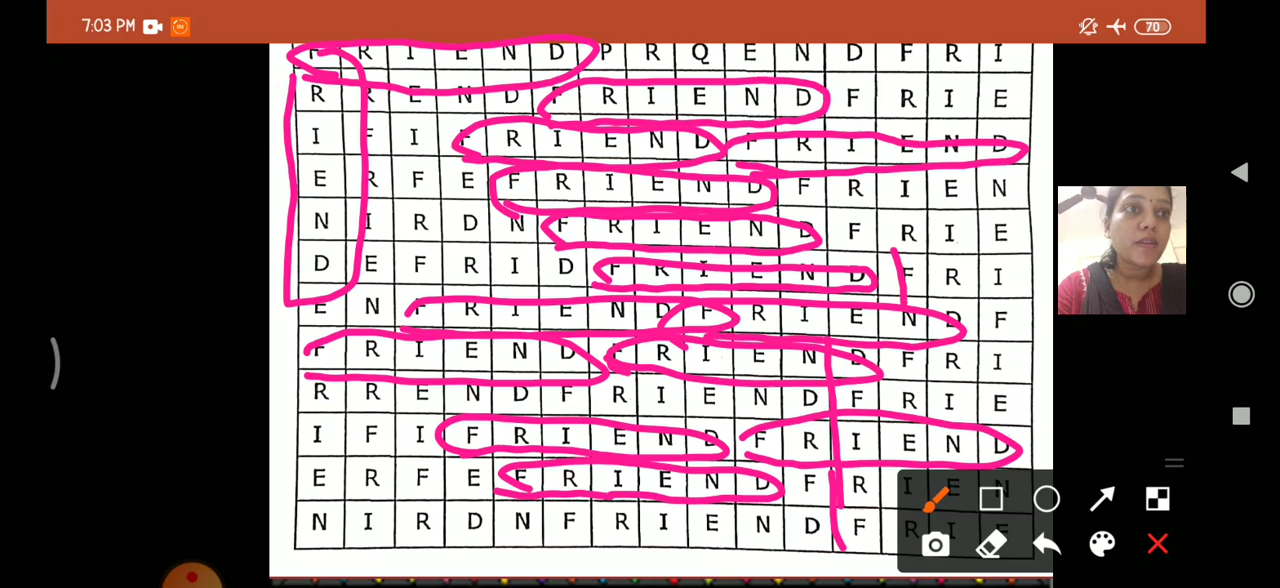 7:03 PM 70
F R I E N D P R Q E N D F R I
R R E N D F R I E N D F R I E
I F I F R I E N D F R I E N D
E R F E F R I E N D F R I E N
N I R D N F R I E N D F R I E
D E F R I D F R I E N D F R I
E N F R I E N D F R I E N D F
F R I E N D F R I E N D F R I
R R E N D F R I E N D F R I E
I F I F R I E N D F R I E N D
E R F E F R I E N D F R I E N
N I R D N F R I E N D F R I E